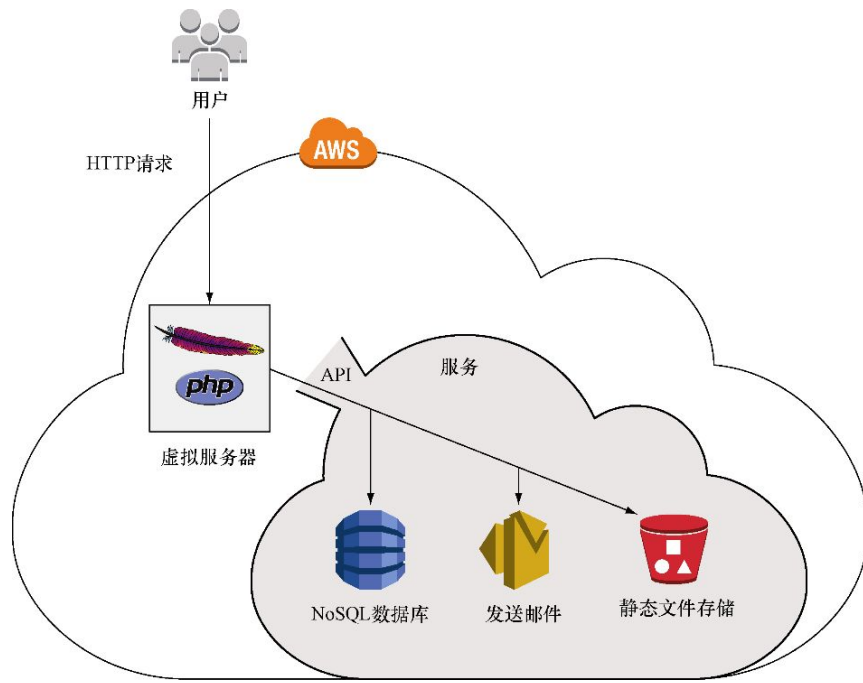 用户
HTTP请求
AWS
php
虚拟服务器
API
服务
NoSQL数据库
发送邮件
静态文件存储